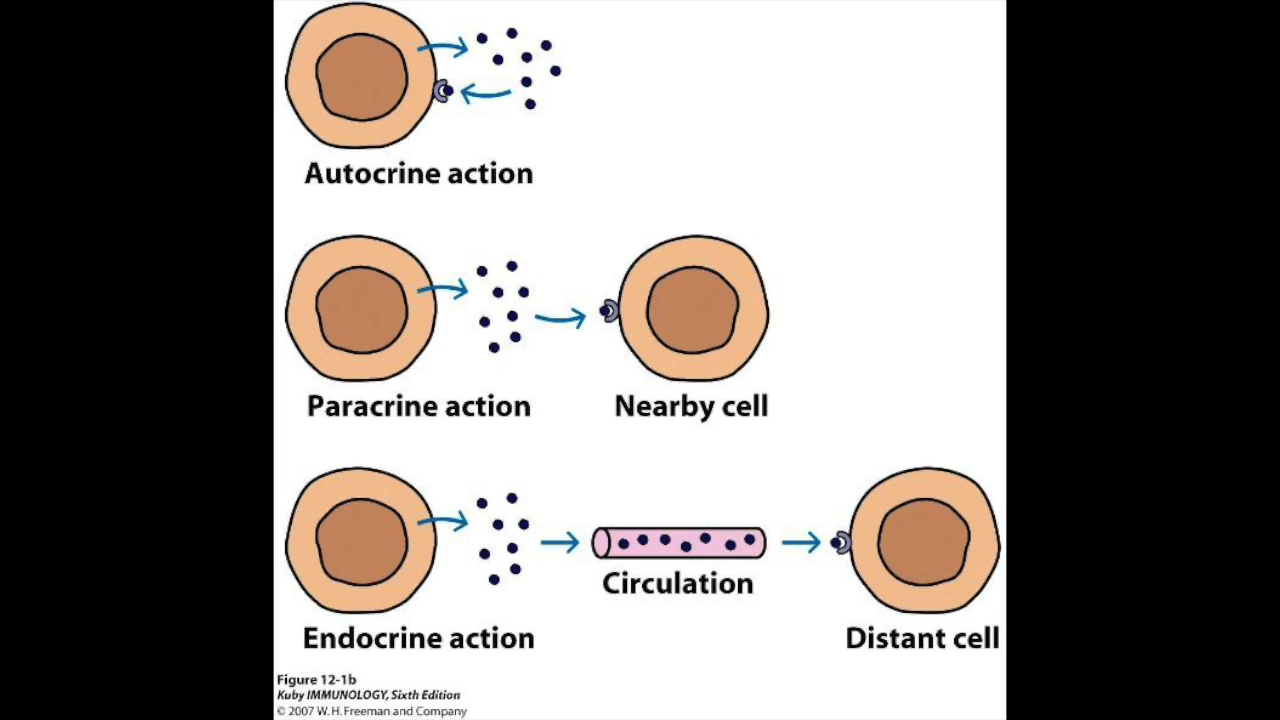 Autocrine action
Paracrine action
Nearby cell
Circulation
Endocrine action
Distant cell
Figure 12-1b
Kuby IMMUNOLOGY, Sixth Edition
© 2007 W. H. Freeman and Company